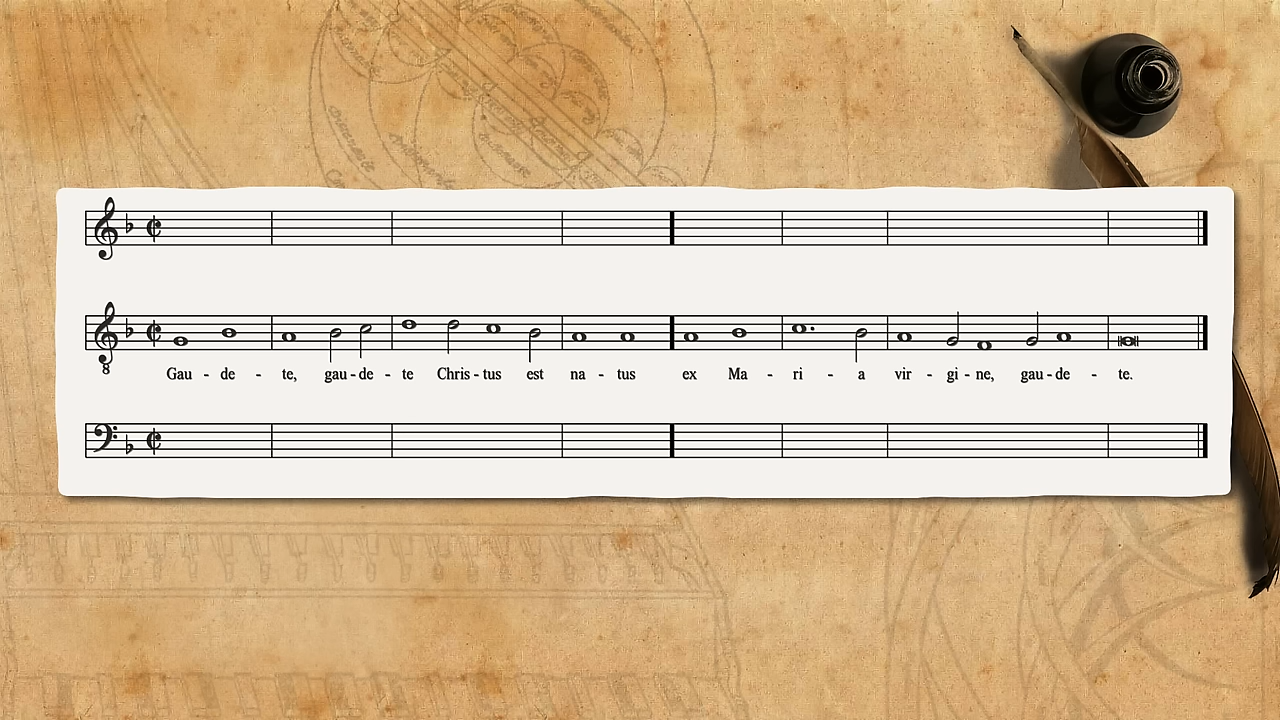 8
Gau - de - te, gau - de - te Chris - tus est na - tus ex Ma - ri - a vir - gi - ne, gau - de - te.